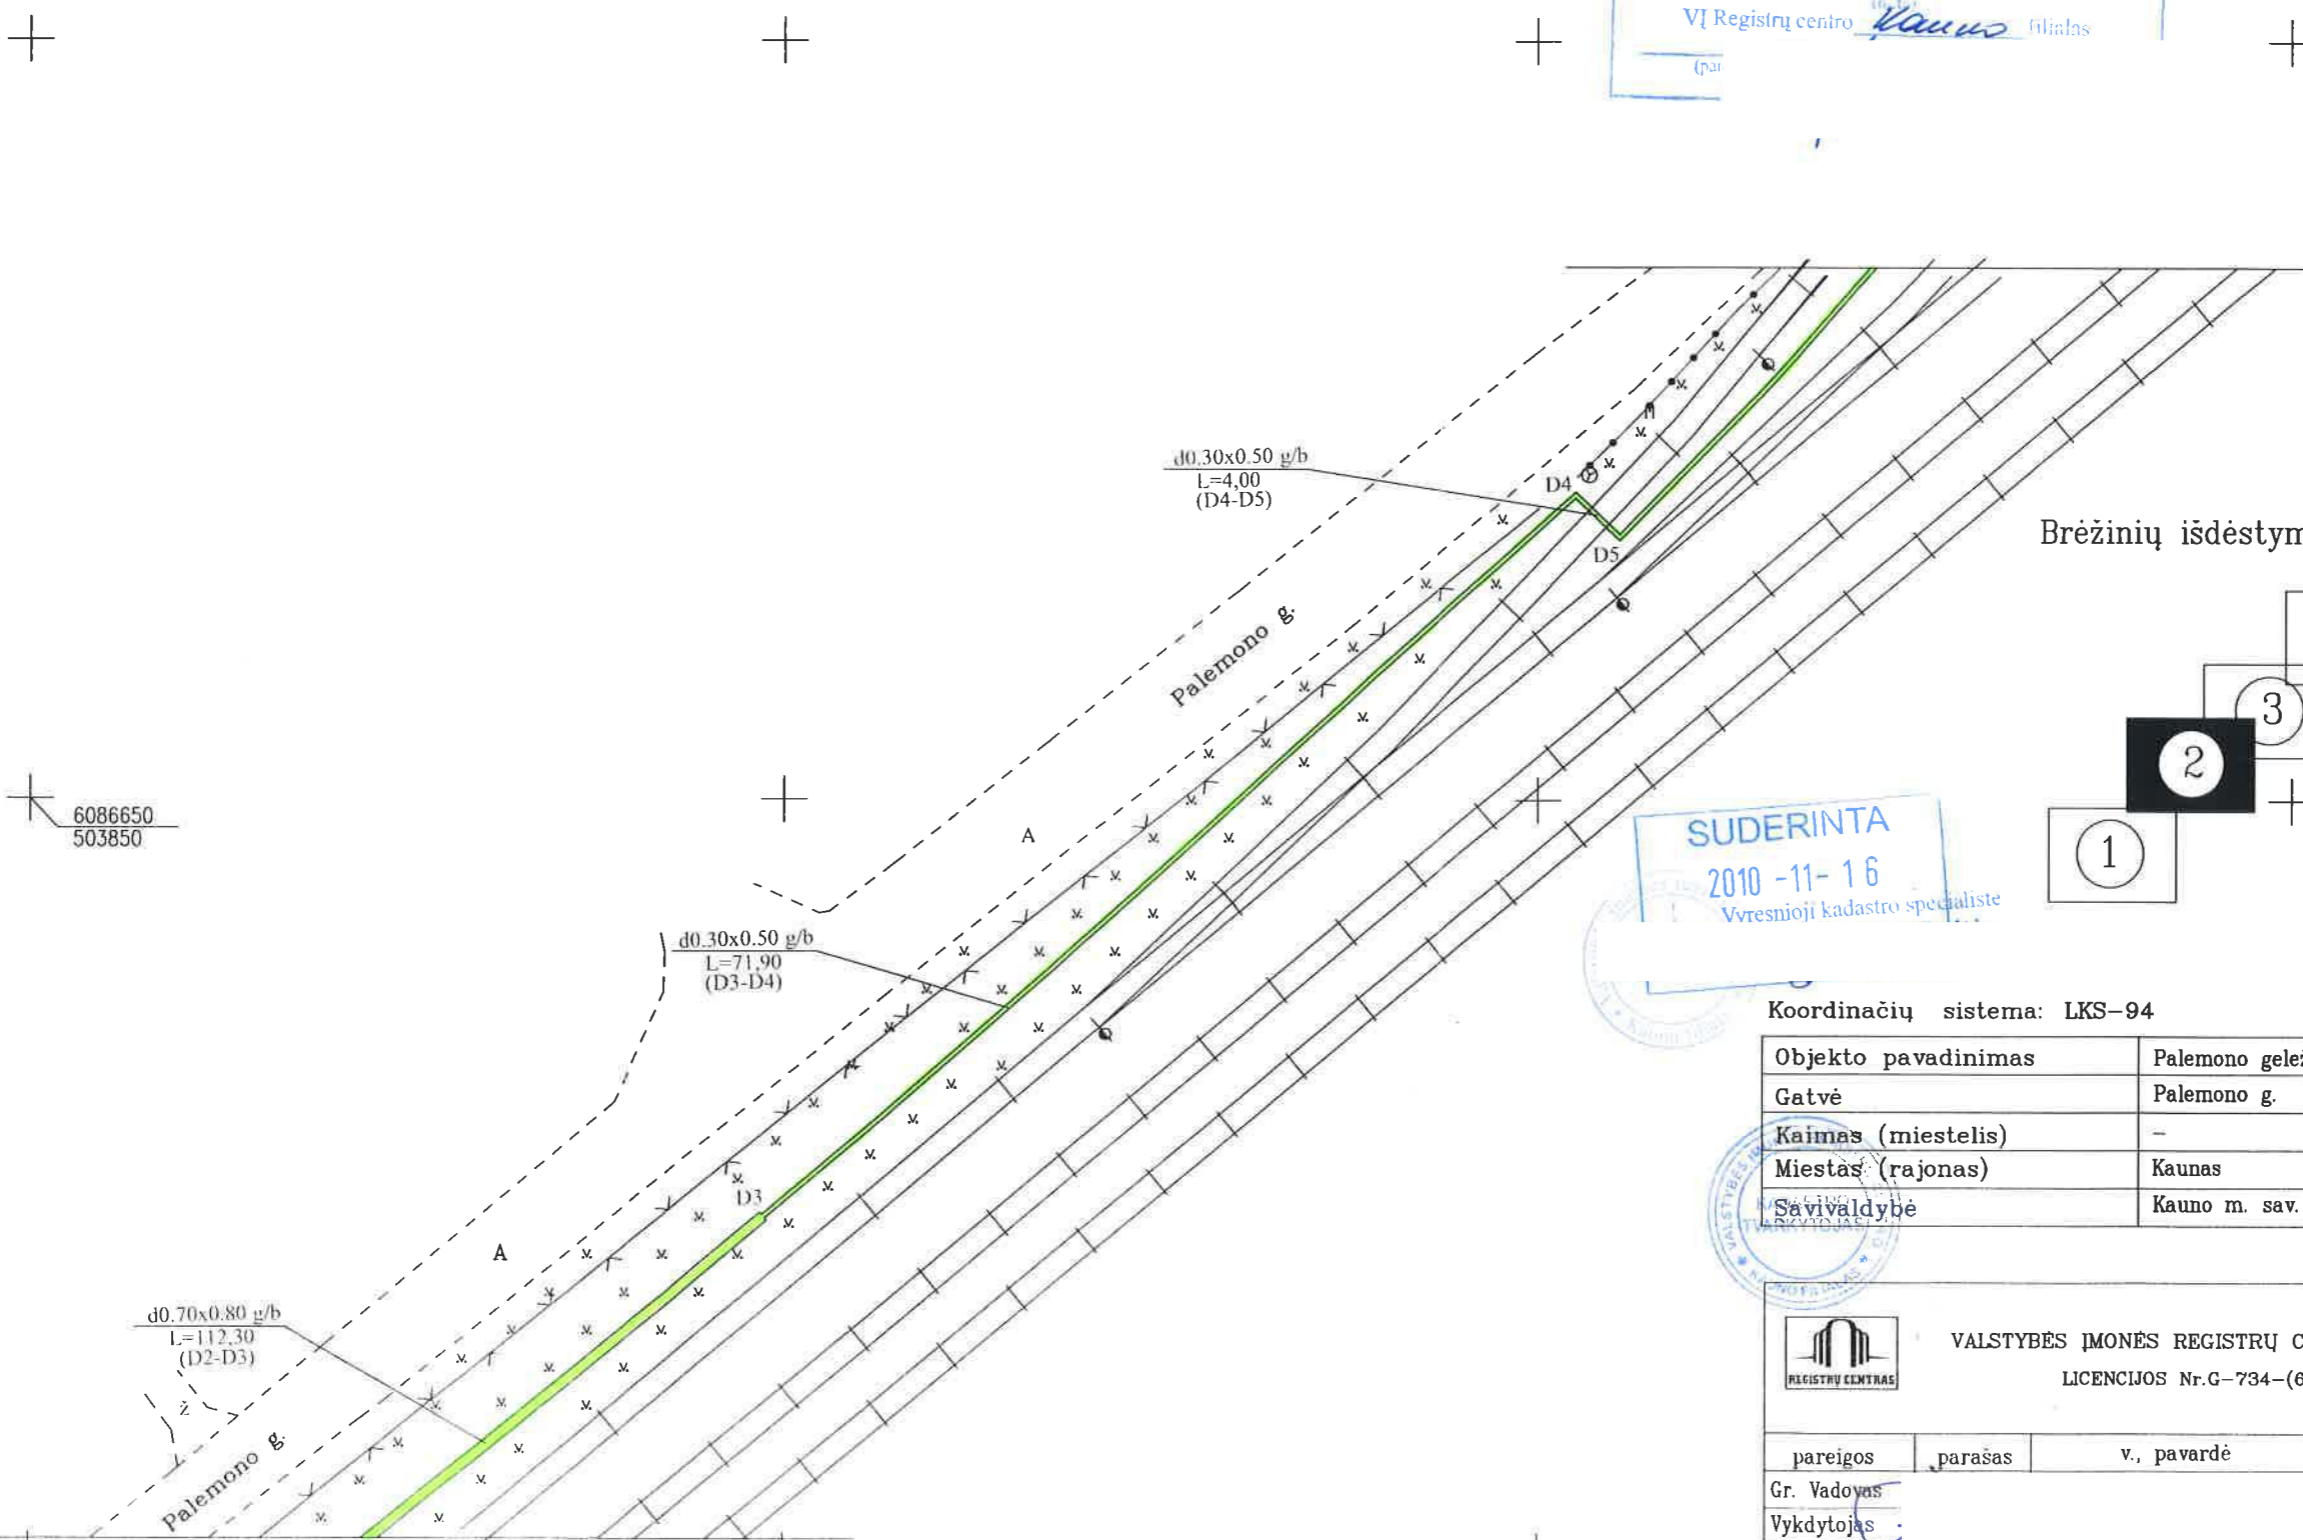 VĮ Registrų centro Kauno filialas
d0.30x0.50 g/b
L=4,00
(D4-D5)
D4
D5
Brėžinių išdėstym
Palemono g.
3
2
1
6086650
503850
A
SUDERINTA
2010 -11- 16
Vyresnioji kadastro specialiste
d0.30x0.50 g/b
L=71,90
(D3-D4)
Koordinačių sistema: LKS-94
Objekto pavadinimas Palemono gelež
Gatvė Palemono g.
Kaimas (miestelis) -
Miestas (rajonas) Kaunas
Savivaldybė Kauno m. sav.
TVARKYTOJAS
D3
A
d0.70x0.80 g/b
L=112,30
(D2-D3)
ž
Palemono g.
REGISTRŲ CENTRAS
VALSTYBĖS ĮMONĖS REGISTRŲ C
LICENCIJOS Nr.G-734-(6
pareigos parašas v., pavardė
Gr. Vadovas
Vykdytojas